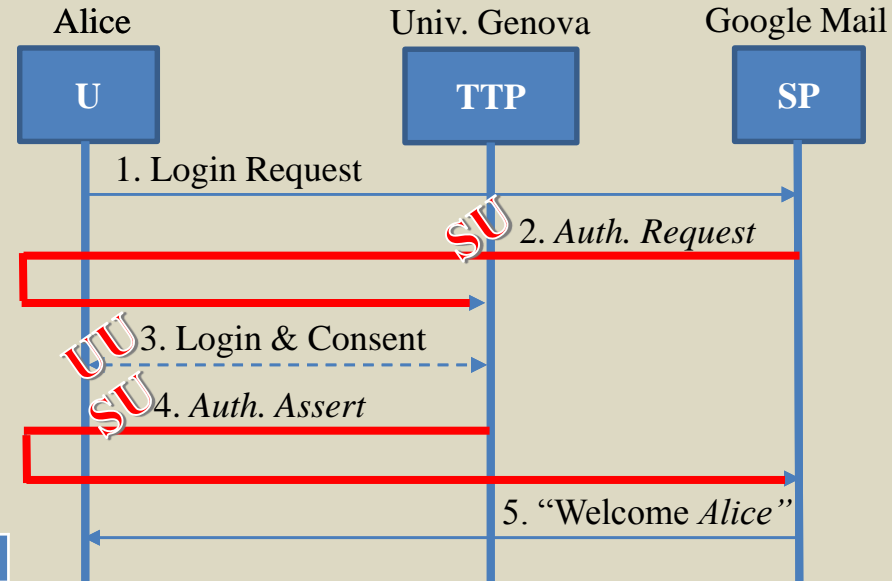 Alice Univ. Genova Google Mail
U TTP SP
1. Login Request
SU 2. Auth. Request
UU 3. Login & Consent
SU 4. Auth. Assert
5. “Welcome Alice”